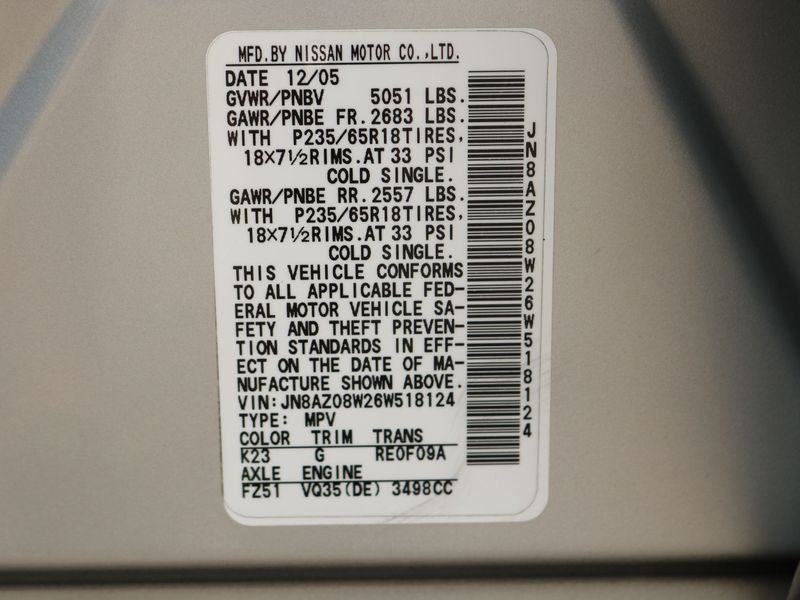 MFD.BY NISSAN MOTOR CO.,LTD.
DATE 12/05
GVWR/PNBV 5051 LBS.
GAWR/PNBE FR.2683 LBS.
WITH P235/65R18TIRES,
18×7½RIMS.AT 33 PSI
COLD SINGLE.
GAWR/PNBE RR.2557 LBS.
WITH P235/65R18TIRES,
18×7½RIMS.AT 33 PSI
COLD SINGLE.
THIS VEHICLE CONFORMS
TO ALL APPLICABLE FED-
ERAL MOTOR VEHICLE SA-
FETY AND THEFT PREVEN-
TION STANDARDS IN EFF-
ECT ON THE DATE OF MA-
NUFACTURE SHOWN ABOVE.
VIN:JN8AZ08W26W518124
TYPE: MPV
COLOR TRIM TRANS
K23 G RE0F09A
AXLE ENGINE
FZ51 VQ35(DE) 3498CC
JN8AZ08W26W518124